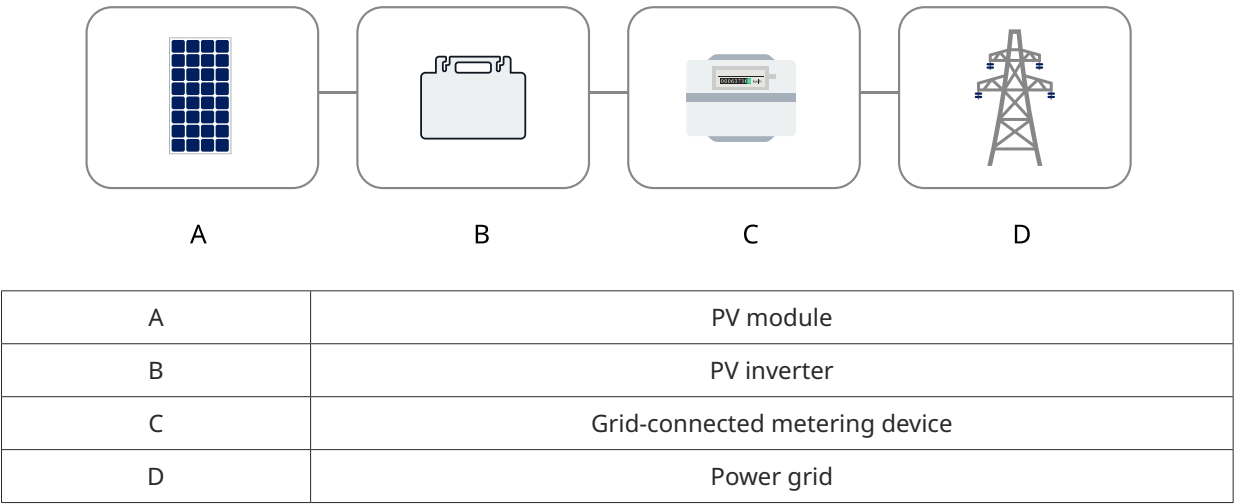 A B C D
A PV module
B PV inverter
C Grid-connected metering device
D Power grid